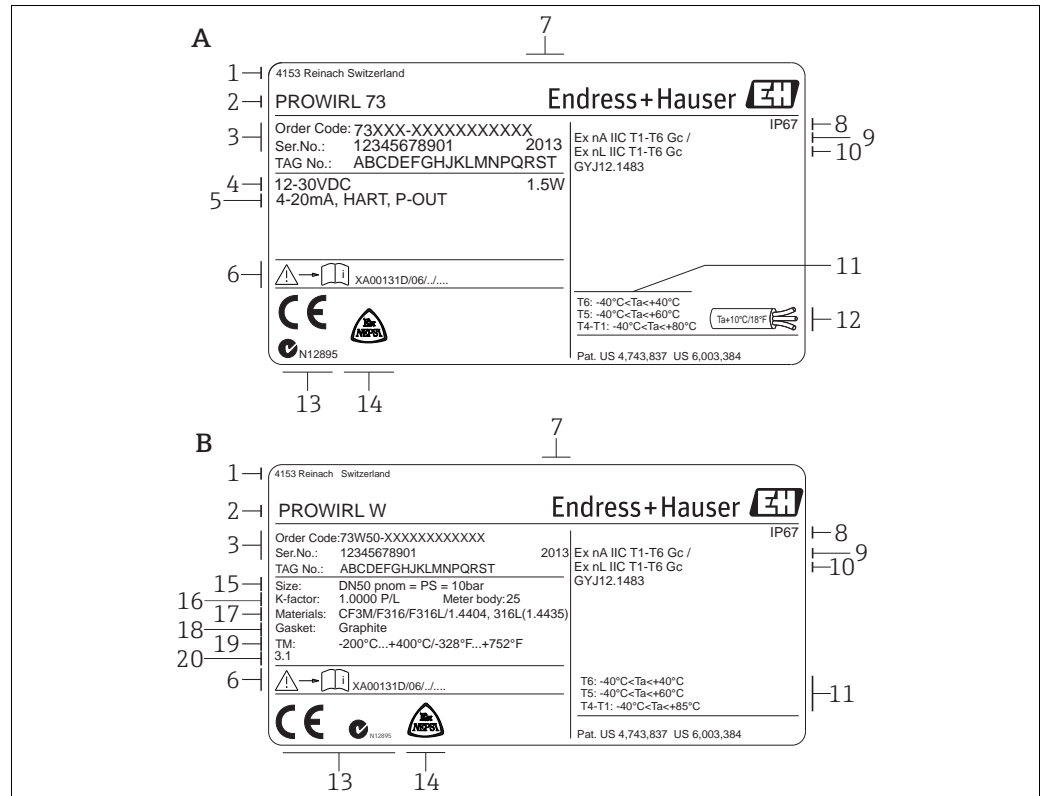 7
A
1
4153 Reinach Switzerland
2
PROWIRL 73
Endress+Hauser EH
3
Order Code: 73XXX-XXXXXXXXXXX
Ser.No.: 12345678901 2013
TAG No.: ABCDEFGHJKLMNPQRST
IP67
8
Ex nA IIC T1-T6 Gc /
9
Ex nL IIC T1-T6 Gc
10
GYJ12.1483
4
12-30VDC 1.5W
5
4-20mA, HART, P-OUT
6
i
XA00131D/06/../....
11
T6: -40°C<Ta<+40°C
T5: -40°C<Ta<+60°C
T4-T1: -40°C<Ta<+80°C
Ta+10°C/18°F
12
CE
Ex
NEPSI
N12895
Pat. US 4,743,837 US 6,003,384
13
14
7
B
1
4153 Reinach Switzerland
2
PROWIRL W
Endress+Hauser EH
3
Order Code:73W50-XXXXXXXXXXXX
Ser.No.: 12345678901 2013
TAG No.: ABCDEFGHJKLMNPQRST
IP67
8
Ex nA IIC T1-T6 Gc /
9
Ex nL IIC T1-T6 Gc
10
GYJ12.1483
15
Size: DN50 pnom = PS = 10bar
16
K-factor: 1.0000 P/L Meter body:25
17
Materials: CF3M/F316/F316L/1.4404, 316L(1.4435)
18
Gasket: Graphite
19
TM: -200°C...+400°C/-328°F...+752°F
20
3.1
6
i
XA00131D/06/../....
T6: -40°C<Ta<+40°C
T5: -40°C<Ta<+60°C
T4-T1: -40°C<Ta<+85°C
11
CE
N12895
Ex
NEPSI
Pat. US 4,743,837 US 6,003,384
13
14